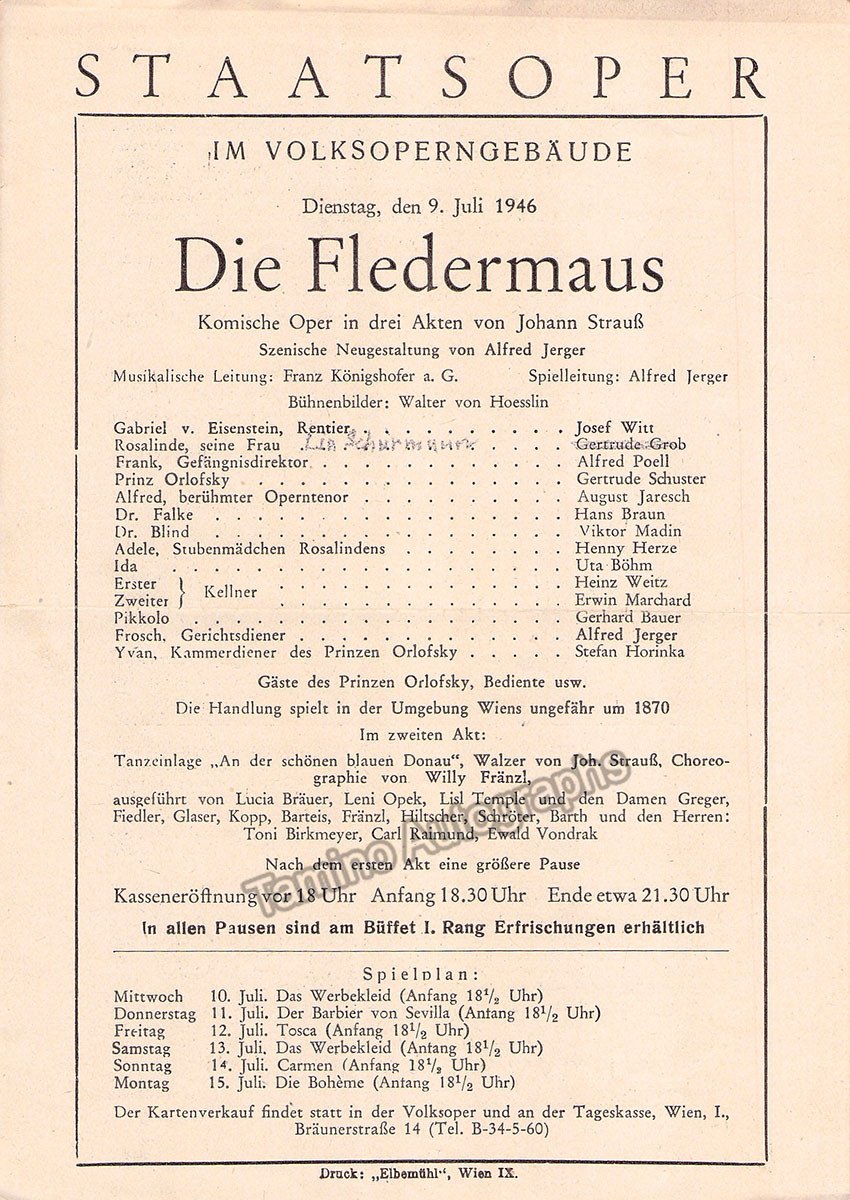 STAATSOPER
IM VOLKSOPERNGEBÄUDE
Dienstag, den 9. Juli 1946
Die Fledermaus
Komische Oper in drei Akten von Johann Strauß
Szenische Neugestaltung von Alfred Jerger
Musikalische Leitung: Franz Königshofer a. G. Spielleitung: Alfred Jerger
Bühnenbilder: Walter von Hoesslin
Gabriel v. Eisenstein, Rentier . . . . . . . . . . Josef Witt
Rosalinde, seine Frau . Lea Schurmann . . . . Gertrude Grob
Frank, Gefängnisdirektor . . . . . . . . . . . . Alfred Poell
Prinz Orlofsky . . . . . . . . . . . . . . . Gertrude Schuster
Alfred, berühmter Operntenor . . . . . . . . . . August Jaresch
Dr. Falke . . . . . . . . . . . . . . . . . Hans Braun
Dr. Blind . . . . . . . . . . . . . . . . . Viktor Madin
Adele, Stubenmädchen Rosalindens . . . . . . . . Henny Herze
Ida . . . . . . . . . . . . . . . . . . . Uta Böhm
Erster } Kellner . . . . . . . . . . . . . . Heinz Weitz
Zweiter } . . . . . . . . . . . . . . Erwin Marchard
Pikkolo . . . . . . . . . . . . . . . . . . Gerhard Bauer
Frosch, Gerichtsdiener . . . . . . . . . . . . . Alfred Jerger
Yvan, Kammerdiener des Prinzen Orlofsky . . . . . Stefan Horinka
Gäste des Prinzen Orlofsky, Bediente usw.
Die Handlung spielt in der Umgebung Wiens ungefähr um 1870
Im zweiten Akt:
Tanzeinlage „An der schönen blauen Donau“, Walzer von Joh. Strauß, Choreo-
graphie von Willy Fränzl,
ausgeführt von Lucia Bräuer, Leni Opek, Lisl Temple und den Damen Greger,
Fiedler, Glaser, Kopp, Barteis, Fränzl, Hiltscher, Schröter, Barth und den Herren:
Toni Birkmeyer, Carl Raimund, Ewald Vondrak
Nach dem ersten Akt eine größere Pause
Kasseneröffnung vor 18 Uhr Anfang 18.30 Uhr Ende etwa 21.30 Uhr
In allen Pausen sind am Büffet I. Rang Erfrischungen erhältlich
Spielplan:
Mittwoch 10. Juli. Das Werbekleid (Anfang 18½ Uhr)
Donnerstag 11. Juli. Der Barbier von Sevilla (Anfang 18½ Uhr)
Freitag 12. Juli. Tosca (Anfang 18½ Uhr)
Samstag 13. Juli. Das Werbekleid (Anfang 18½ Uhr)
Sonntag 14. Juli. Carmen (Anfang 18½ Uhr)
Montag 15. Juli. Die Bohème (Anfang 18½ Uhr)
Der Kartenverkauf findet statt in der Volksoper und an der Tageskasse, Wien, I.,
Bräunerstraße 14 (Tel. B-34-5-60)
Druck: „Elbemühl“, Wien IX.
Tamino Autographs